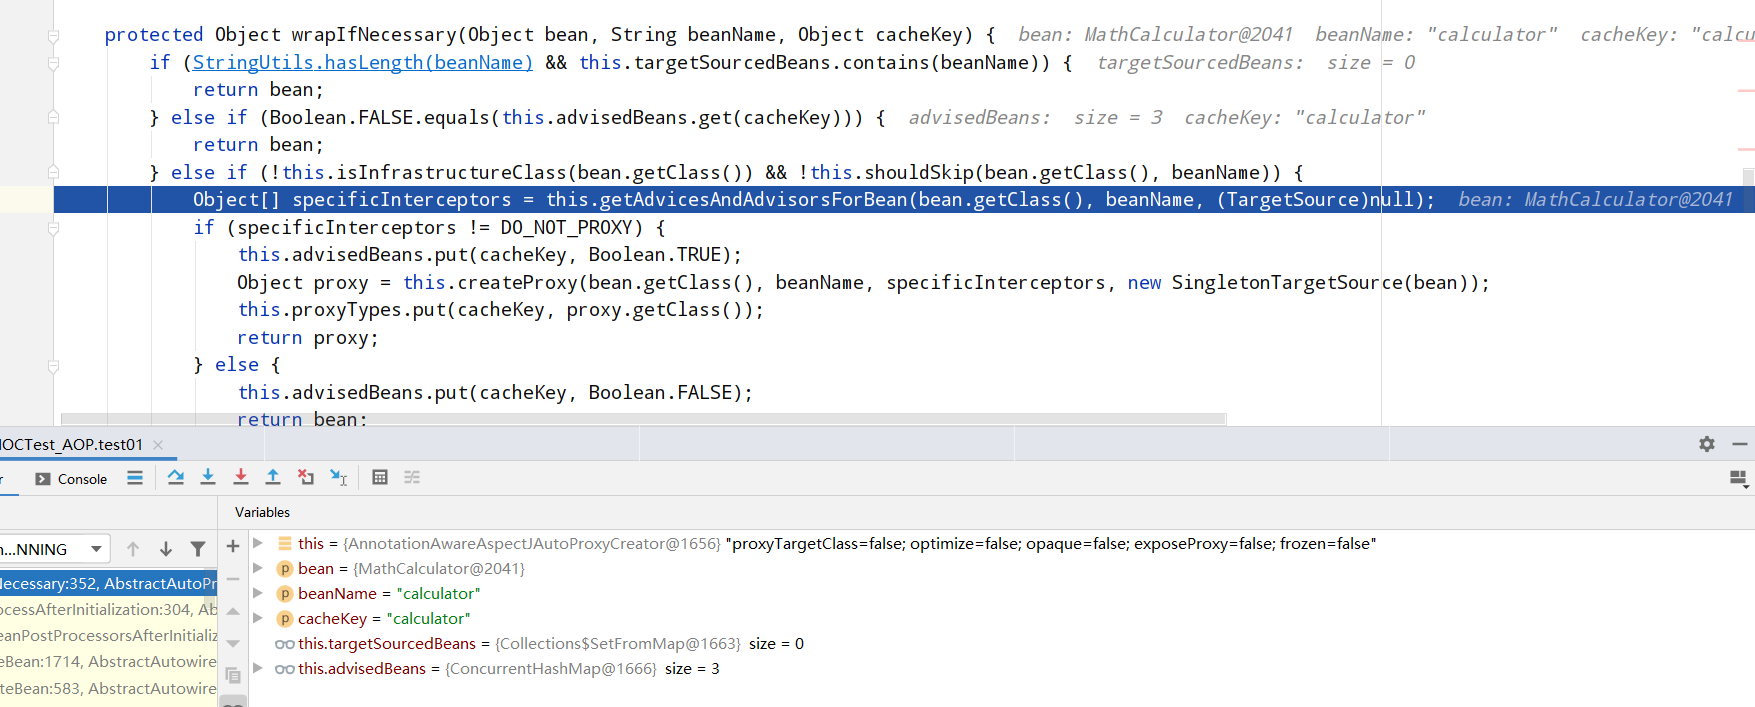 protected Object wrapIfNecessary(Object bean, String beanName, Object cacheKey) {  bean: MathCalculator@2041  beanName: "calculator"  cacheKey: "calcu
if (StringUtils.hasLength(beanName) && this.targetSourcedBeans.contains(beanName)) {  targetSourcedBeans:  size = 0
return bean;
} else if (Boolean.FALSE.equals(this.advisedBeans.get(cacheKey))) {  advisedBeans:  size = 3  cacheKey: "calculator"
return bean;
} else if (!this.isInfrastructureClass(bean.getClass()) && !this.shouldSkip(bean.getClass(), beanName)) {
Object[] specificInterceptors = this.getAdvicesAndAdvisorsForBean(bean.getClass(), beanName, (TargetSource)null);  bean: MathCalculator@2041
if (specificInterceptors != DO_NOT_PROXY) {
this.advisedBeans.put(cacheKey, Boolean.TRUE);
Object proxy = this.createProxy(bean.getClass(), beanName, specificInterceptors, new SingletonTargetSource(bean));
this.proxyTypes.put(cacheKey, proxy.getClass());
return proxy;
} else {
this.advisedBeans.put(cacheKey, Boolean.FALSE);
return bean;
IOCTest_AOP.test01
r Console
Variables
n...NNING
this = {AnnotationAwareAspectJAutoProxyCreator@1656} "proxyTargetClass=false; optimize=false; opaque=false; exposeProxy=false; frozen=false"
Necessary:352, AbstractAutoPr
bean = {MathCalculator@2041}
ocessAfterInitialization:304, Ab
beanName = "calculator"
eanPostProcessorsAfterInitializ
cacheKey = "calculator"
eBean:1714, AbstractAutowire
this.targetSourcedBeans = {Collections$SetFromMap@1663}  size = 0
teBean:583, AbstractAutowire
this.advisedBeans = {ConcurrentHashMap@1666}  size = 3